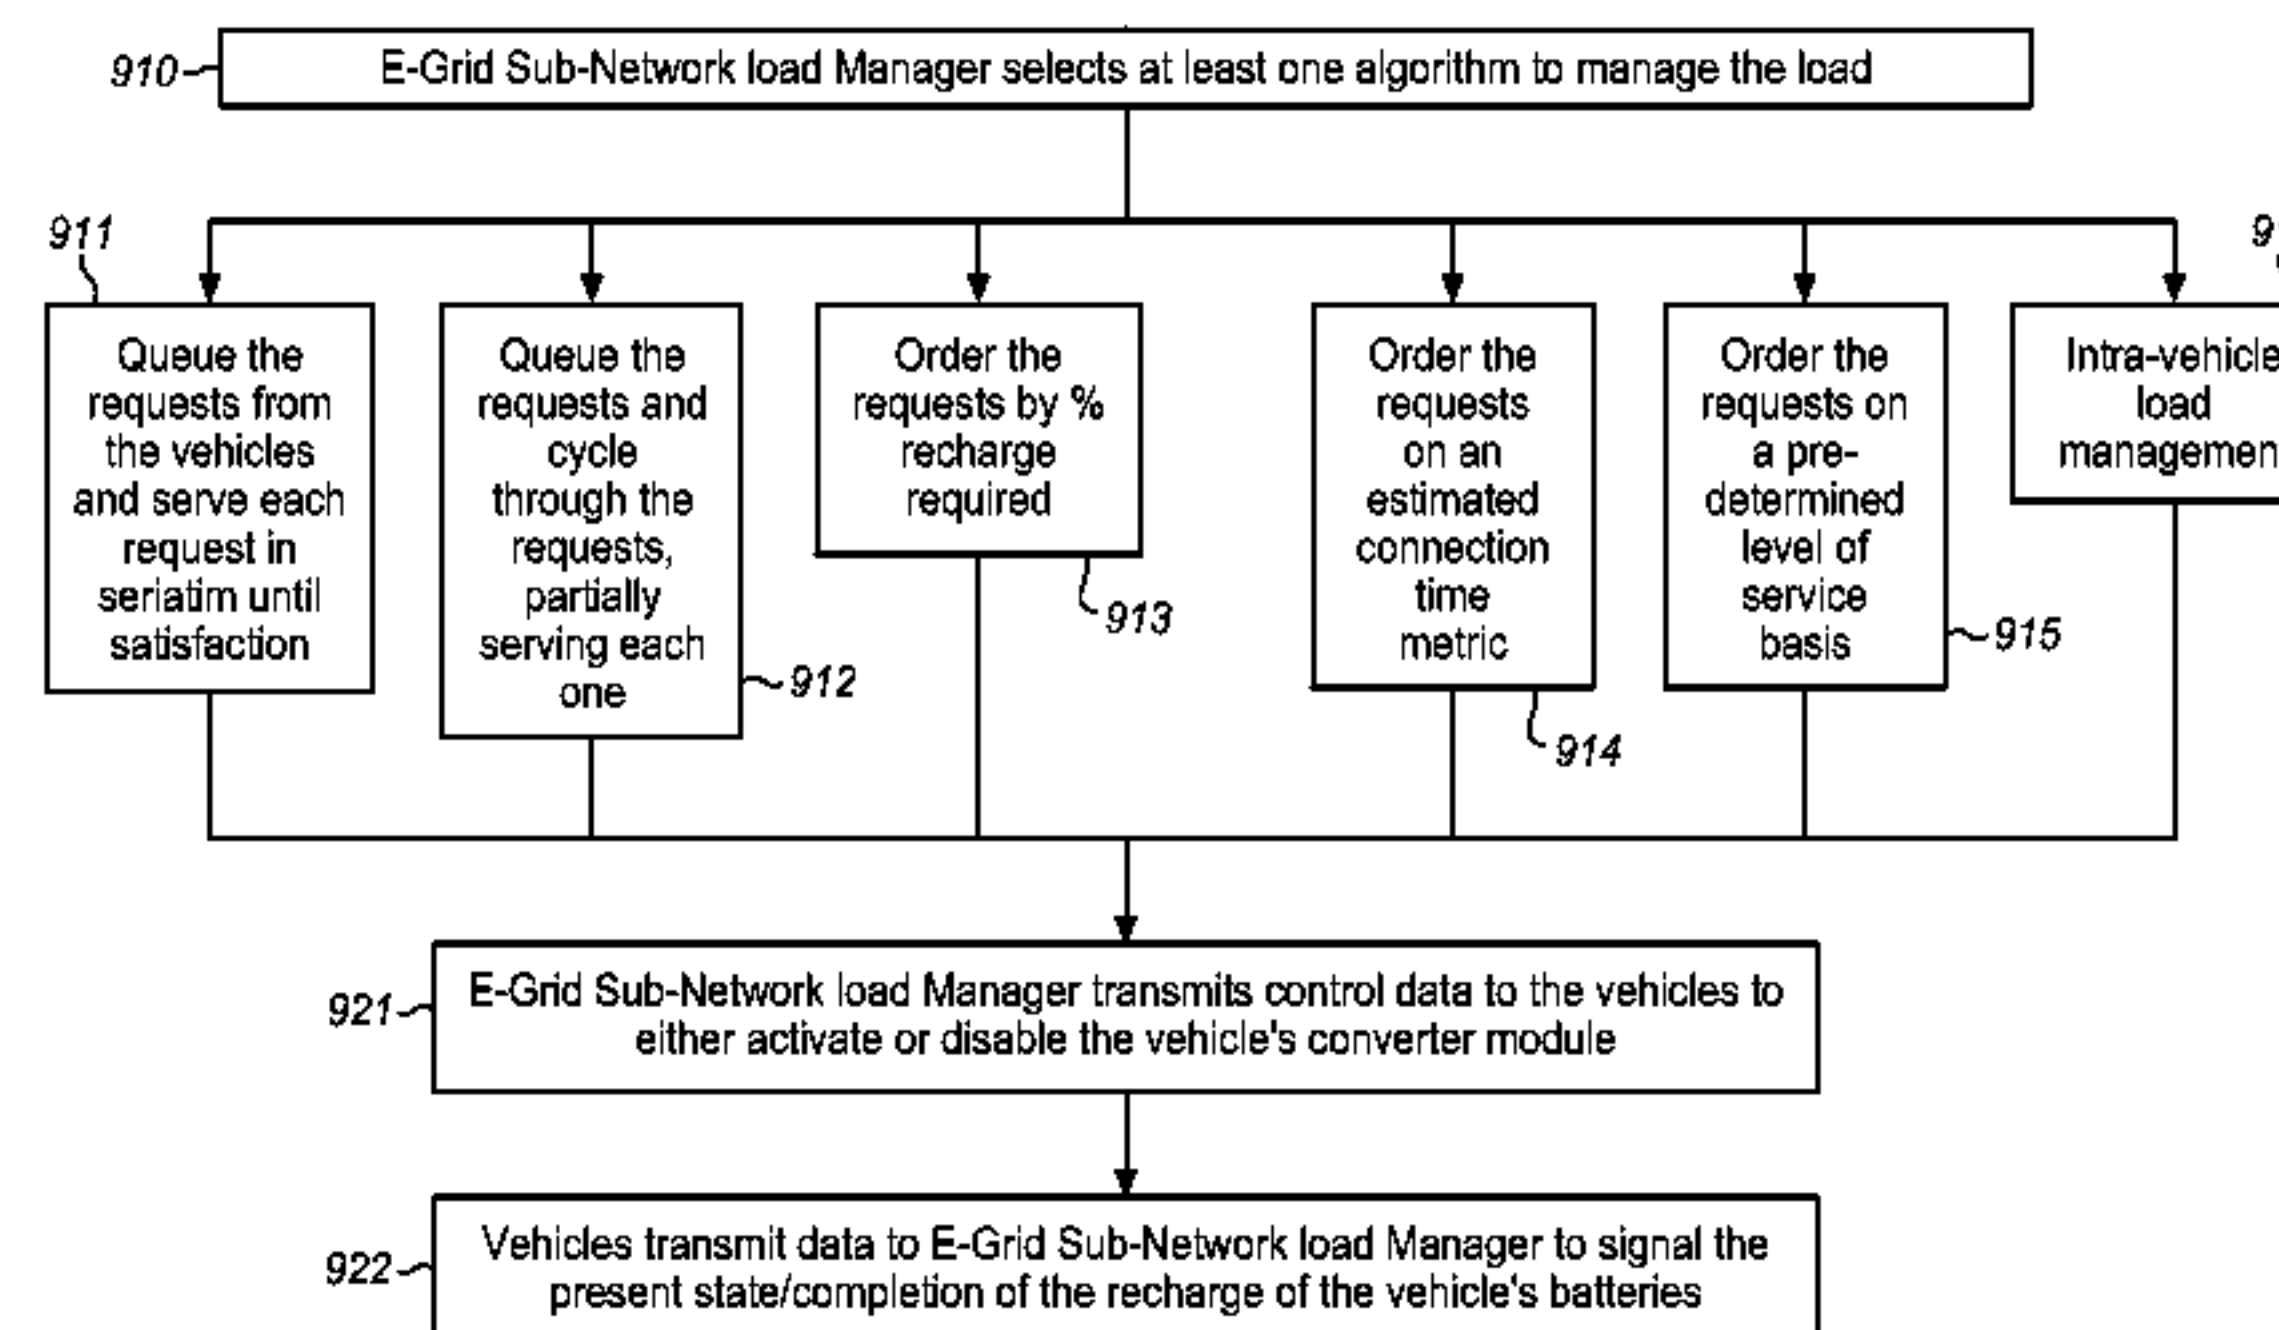 910
E-Grid Sub-Network load Manager selects at least one algorithm to manage the load
911
Queue the
requests from
the vehicles
and serve each
request in
seriatim until
satisfaction
Queue the
requests and
cycle
through the
requests,
partially
serving each
one
912
Order the
requests by %
recharge
required
913
Order the
requests
on an
estimated
connection
time
metric
914
Order the
requests on
a pre-
determined
level of
service
basis
915
Intra-vehicle
load
921
E-Grid Sub-Network load Manager transmits control data to the vehicles to
either activate or disable the vehicle's converter module
922
Vehicles transmit data to E-Grid Sub-Network load Manager to signal the
present state/completion of the recharge of the vehicle's batteries